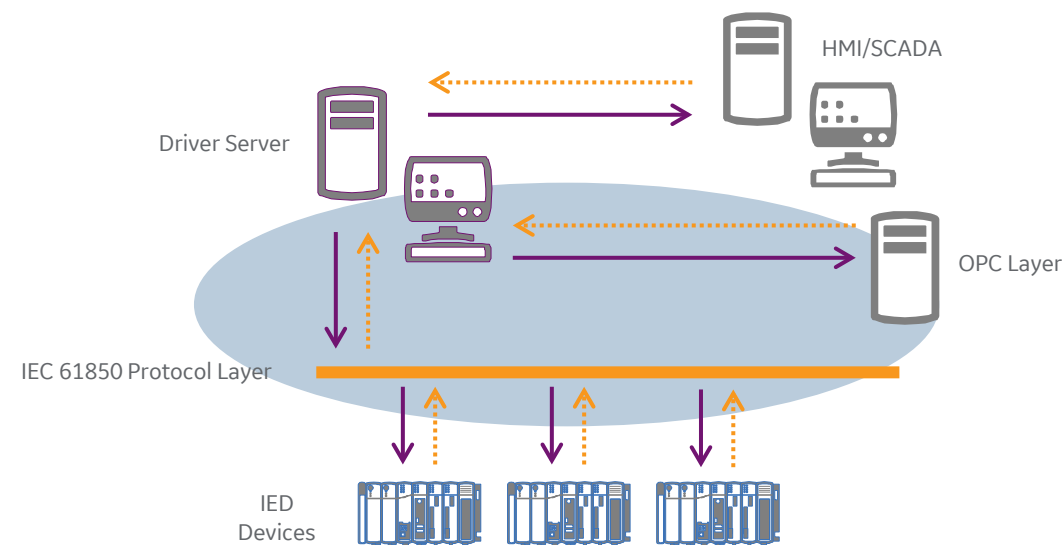 HMI/SCADA
Driver Server
OPC Layer
IEC 61850 Protocol Layer
IED
Devices